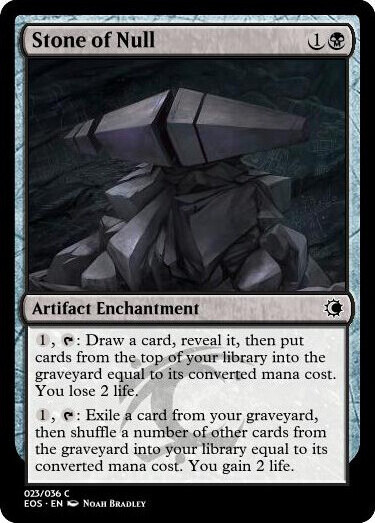 Stone of Null 1
Artifact Enchantment
1, : Draw a card, reveal it, then put
cards from the top of your library into the
graveyard equal to its converted mana cost.
You lose 2 life.
1, : Exile a card from your graveyard,
then shuffle a number of other cards from
the graveyard into your library equal to its
converted mana cost. You gain 2 life.
023/036 C
EOS • EN Noah Bradley